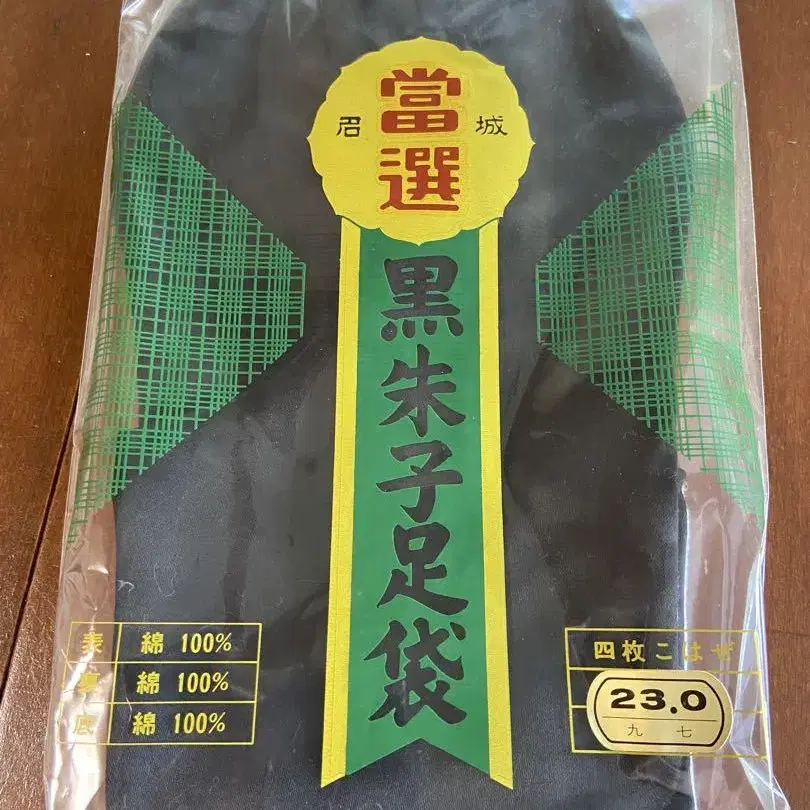 當選
名城
黒朱子足袋
表 綿 100%
裏 綿 100%
底 綿 100%
四枚こはぜ
23.0
九七